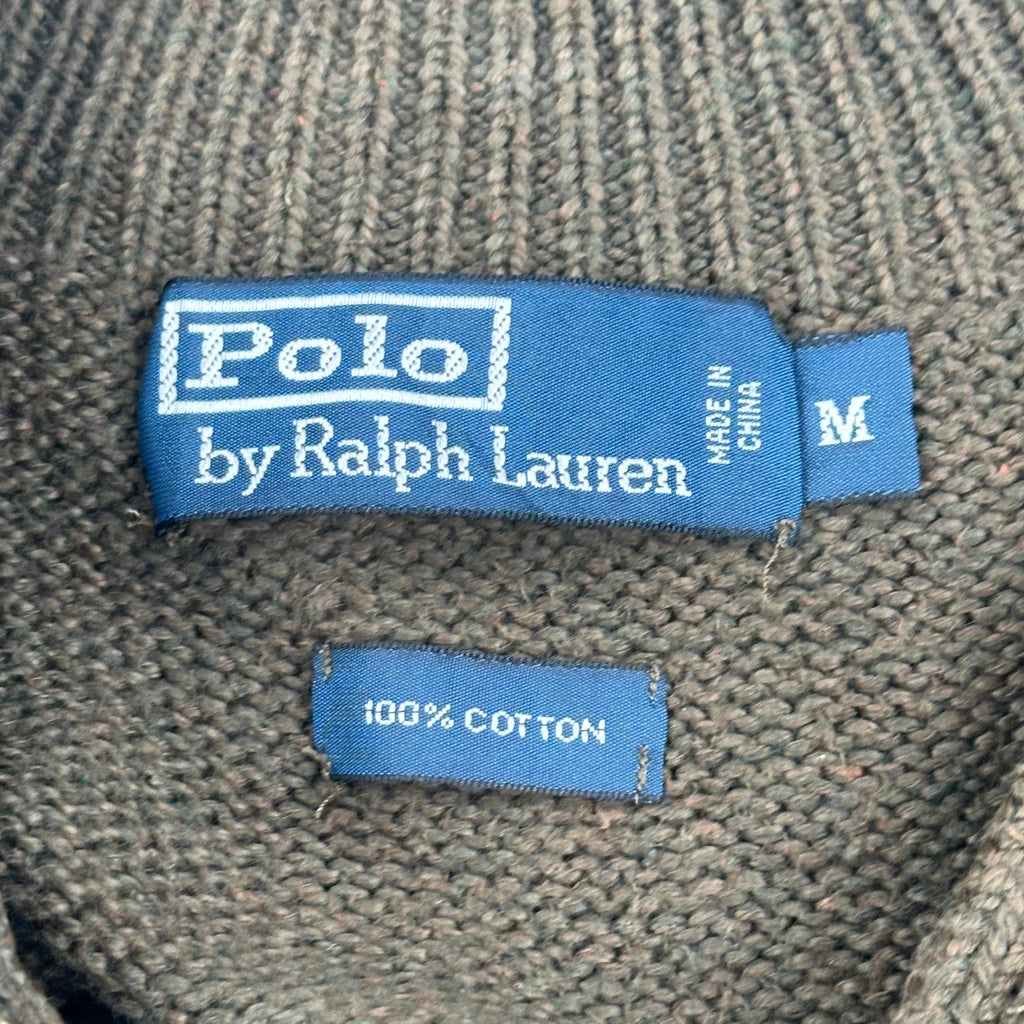 Polo
by Ralph Lauren
MADE IN
CHINA
M
100% COTTON